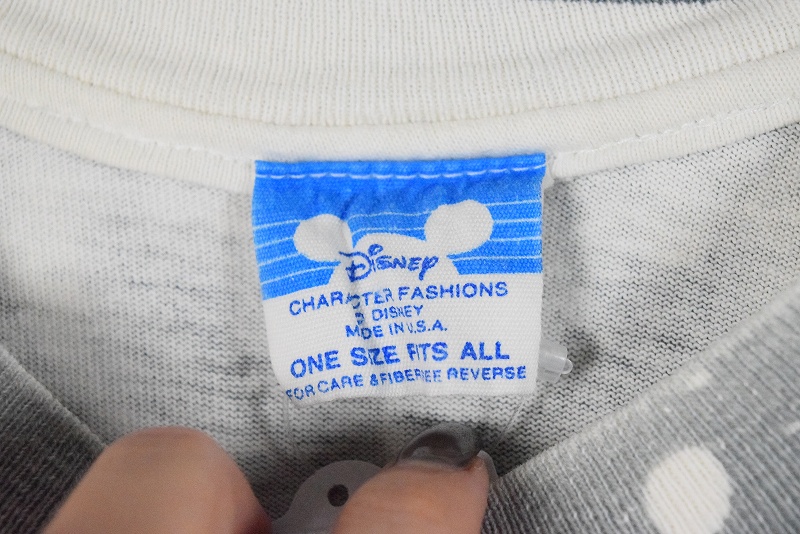 Disney
CHARACTER FASHIONS
© DISNEY
MADE IN U.S.A.
ONE SIZE FITS ALL
FOR CARE & FIBER SEE REVERSE